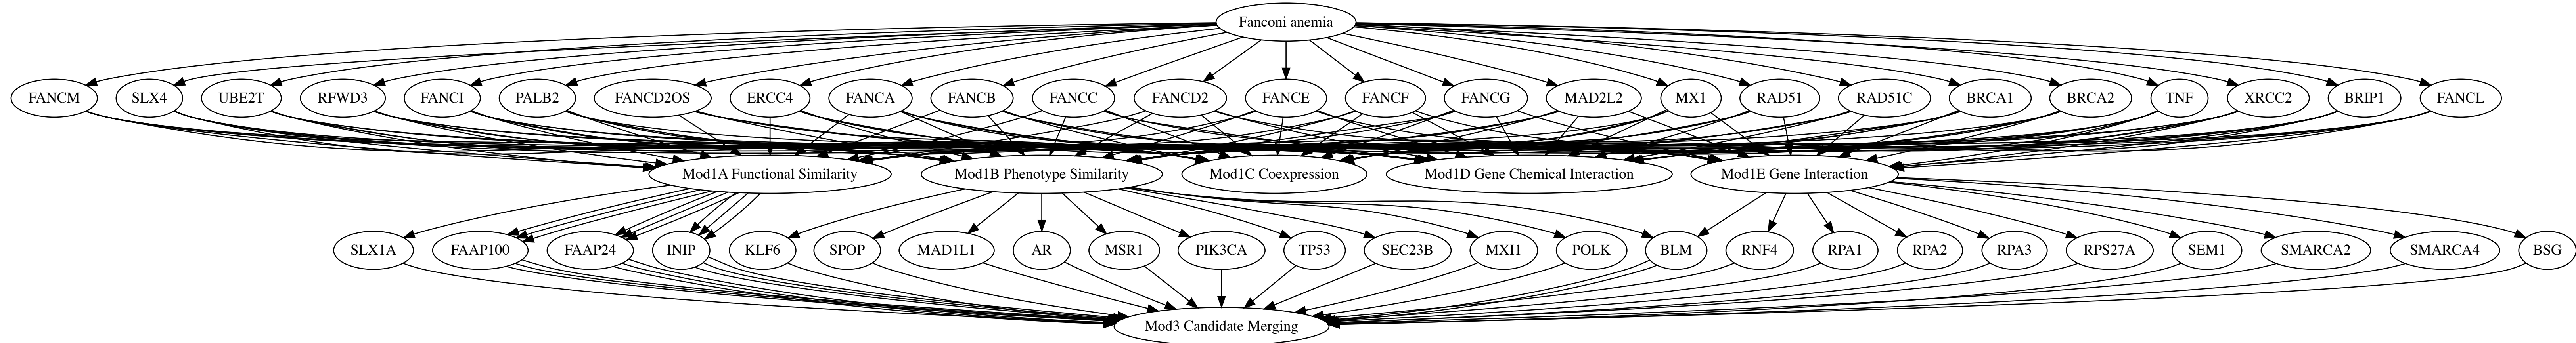 Fanconi anemia
FANCM SLX4 UBE2T RFWD3 FANCI PALB2 FANCD2OS ERCC4 FANCA FANCB FANCC FANCD2 FANCE FANCF FANCG MAD2L2 MX1 RAD51 RAD51C BRCA1 BRCA2 TNF XRCC2 BRIP1 FANCL
Mod1A Functional Similarity Mod1B Phenotype Similarity Mod1C Coexpression Mod1D Gene Chemical Interaction Mod1E Gene Interaction
SLX1A FAAP100 FAAP24 INIP KLF6 SPOP MAD1L1 AR MSR1 PIK3CA TP53 SEC23B MXI1 POLK BLM RNF4 RPA1 RPA2 RPA3 RPS27A SEM1 SMARCA2 SMARCA4 BSG
Mod3 Candidate Merging